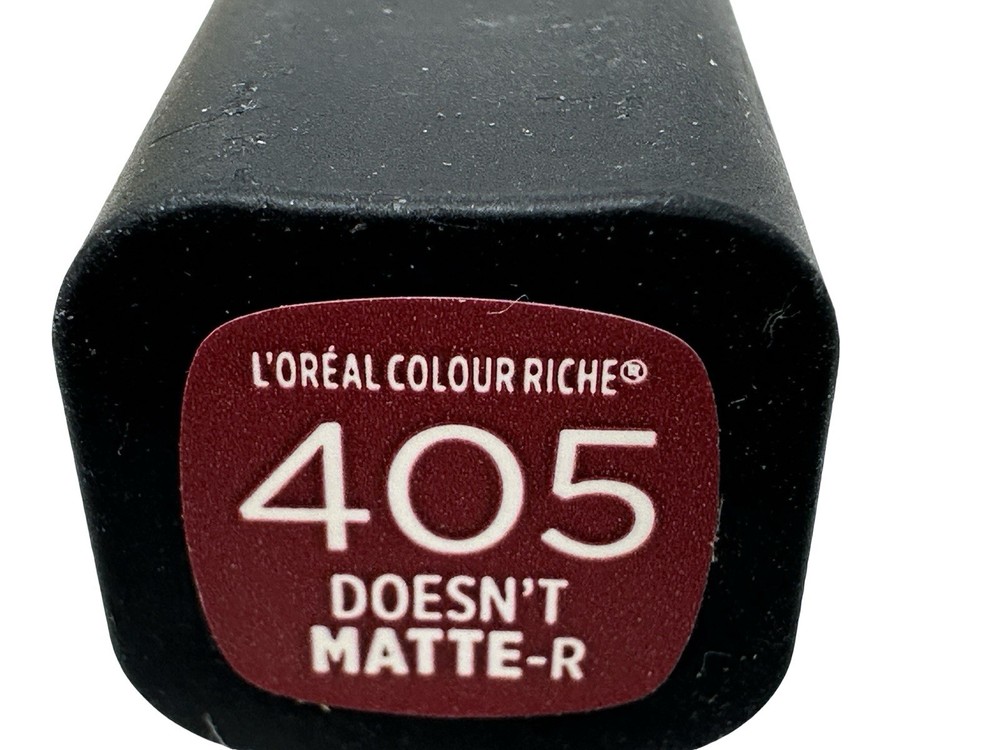 L'ORÉAL COLOUR RICHE®
405
DOESN'T
MATTE-R